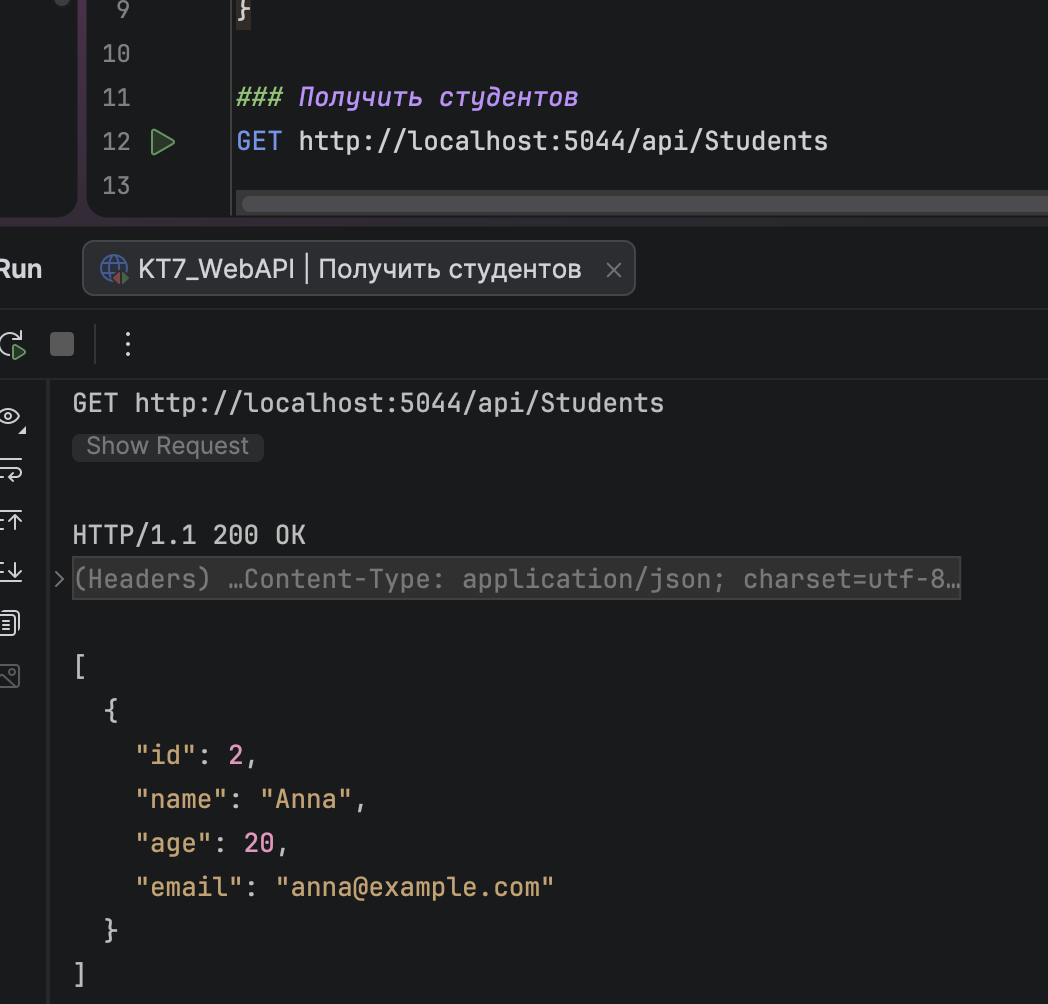 9 }
10
11 ### Получить студентов
12 GET http://localhost:5044/api/Students
13
Run KT7_WebAPI | Получить студентов
GET http://localhost:5044/api/Students
Show Request
HTTP/1.1 200 OK
(Headers) …Content-Type: application/json; charset=utf-8…
[
{
"id": 2,
"name": "Anna",
"age": 20,
"email": "anna@example.com"
}
]